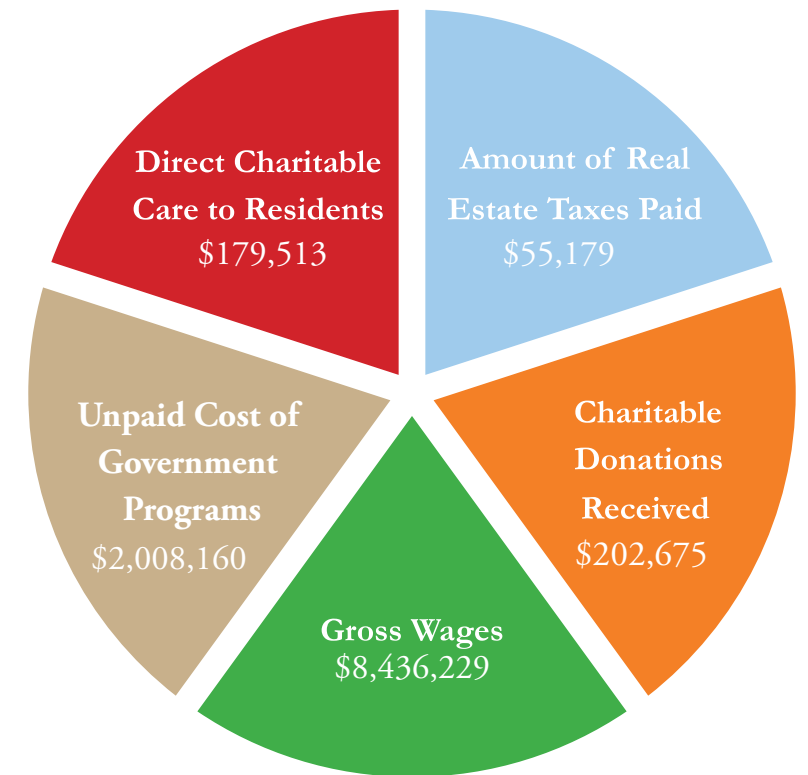 Direct Charitable
Care to Residents
$179,513
Amount of Real
Estate Taxes Paid
$55,179
Unpaid Cost of
Government
Programs
$2,008,160
Charitable
Donations
Received
$202,675
Gross Wages
$8,436,229